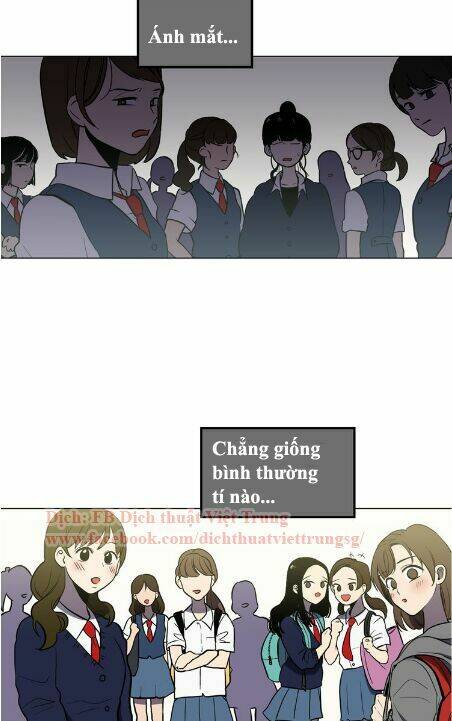 Ánh mắt...
Chẳng giống
bình thường
tí nào...
Dịch: FB Dịch thuật Việt Trung
www.facebook.com/dichthuatviettrungsg/